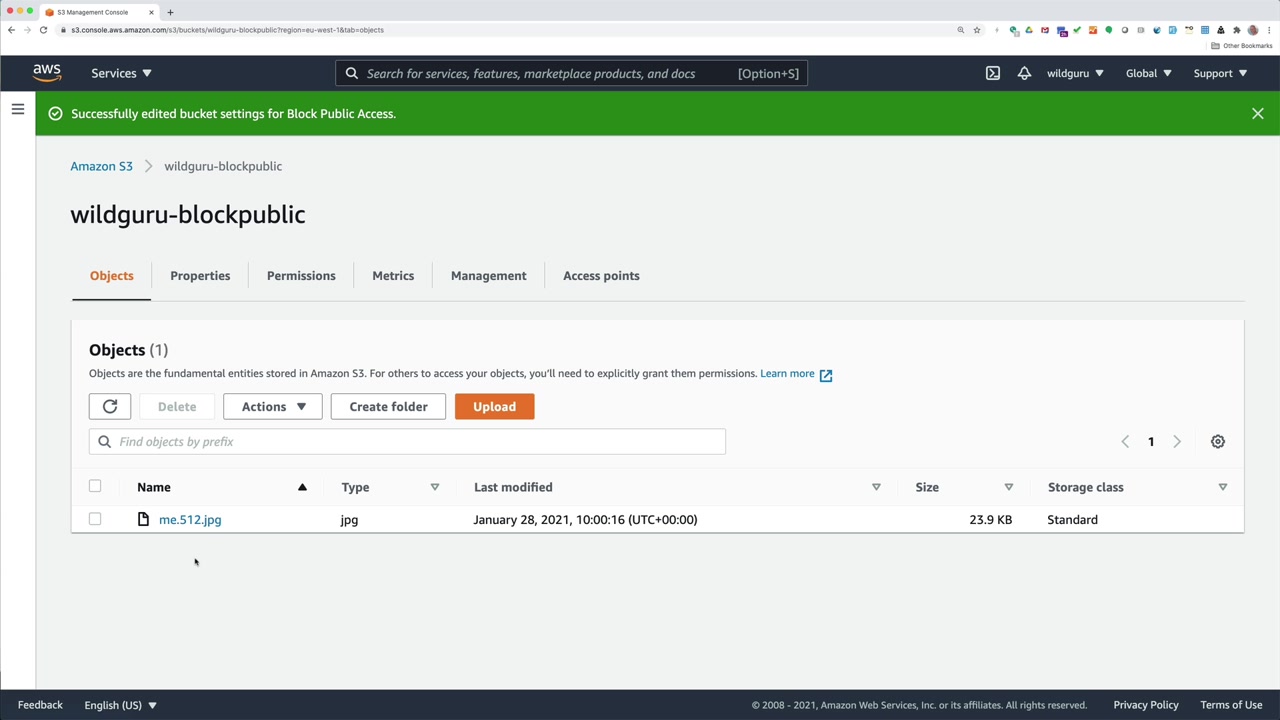 S3 Management Console
s3.console.aws.amazon.com/s3/buckets/wildguru-blockpublic?region=eu-west-1&tab=objects
Other Bookmarks
aws
Services
Search for services, features, marketplace products, and docs
[Option+S]
wildguru
Global
Support
Successfully edited bucket settings for Block Public Access.
Amazon S3
wildguru-blockpublic
wildguru-blockpublic
Objects
Properties
Permissions
Metrics
Management
Access points
Objects (1)
Objects are the fundamental entities stored in Amazon S3. For others to access your objects, you'll need to explicitly grant them permissions. Learn more
Delete
Actions
Create folder
Upload
Find objects by prefix
1
Name
Type
Last modified
Size
Storage class
me.512.jpg
jpg
January 28, 2021, 10:00:16 (UTC+00:00)
23.9 KB
Standard
Feedback
English (US)
© 2008 - 2021, Amazon Web Services, Inc. or its affiliates. All rights reserved.
Privacy Policy
Terms of Use